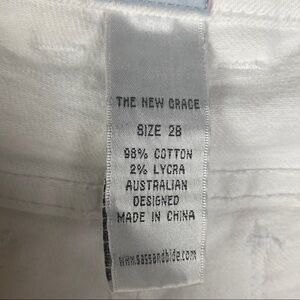 THE NEW GRACE
SIZE 28
98% COTTON
2% LYCRA
AUSTRALIAN
DESIGNED
MADE IN CHINA
www.sassandbide.com